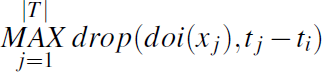 |T|
MAX drop(doi(x_j), t_j − t_i)
j=1